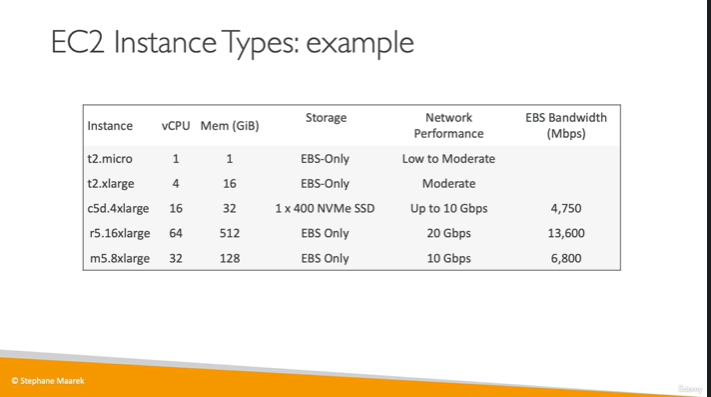 EC2 Instance Types: example
Instance vCPU Mem (GiB) Storage Network Performance EBS Bandwidth (Mbps)
t2.micro 1 1 EBS-Only Low to Moderate
t2.xlarge 4 16 EBS-Only Moderate
c5d.4xlarge 16 32 1 x 400 NVMe SSD Up to 10 Gbps 4,750
r5.16xlarge 64 512 EBS Only 20 Gbps 13,600
m5.8xlarge 32 128 EBS Only 10 Gbps 6,800
© Stephane Maarek
Udemy